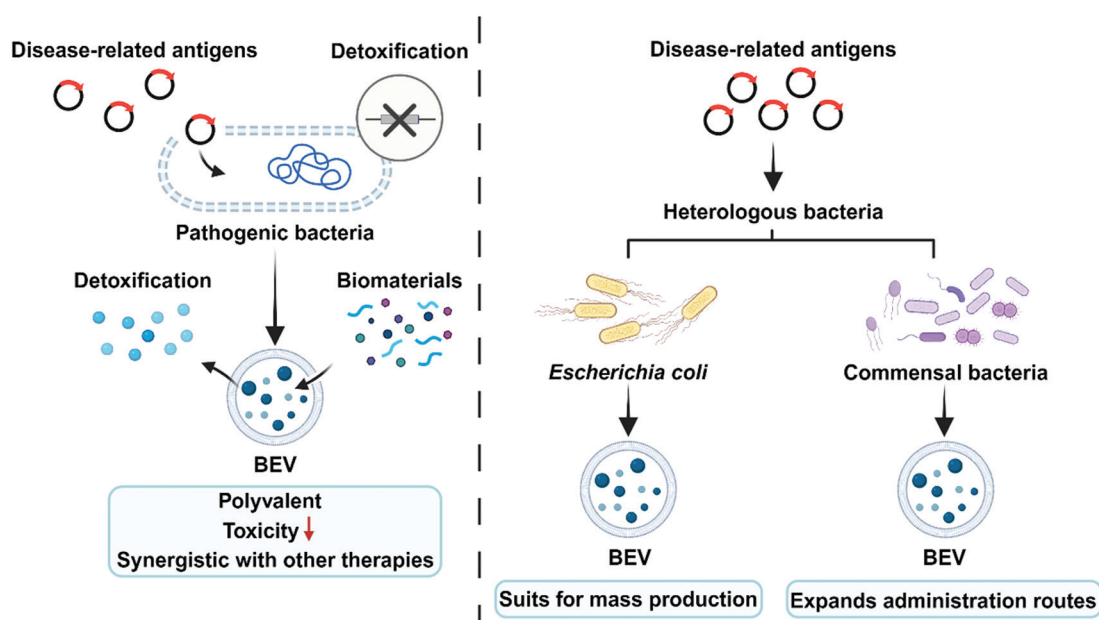 Disease-related antigens
Detoxification
Pathogenic bacteria
Detoxification
Biomaterials
BEV
Polyvalent
Toxicity↓
Synergistic with other therapies
Disease-related antigens
Heterologous bacteria
Escherichia coli
Commensal bacteria
BEV
BEV
Suits for mass production
Expands administration routes